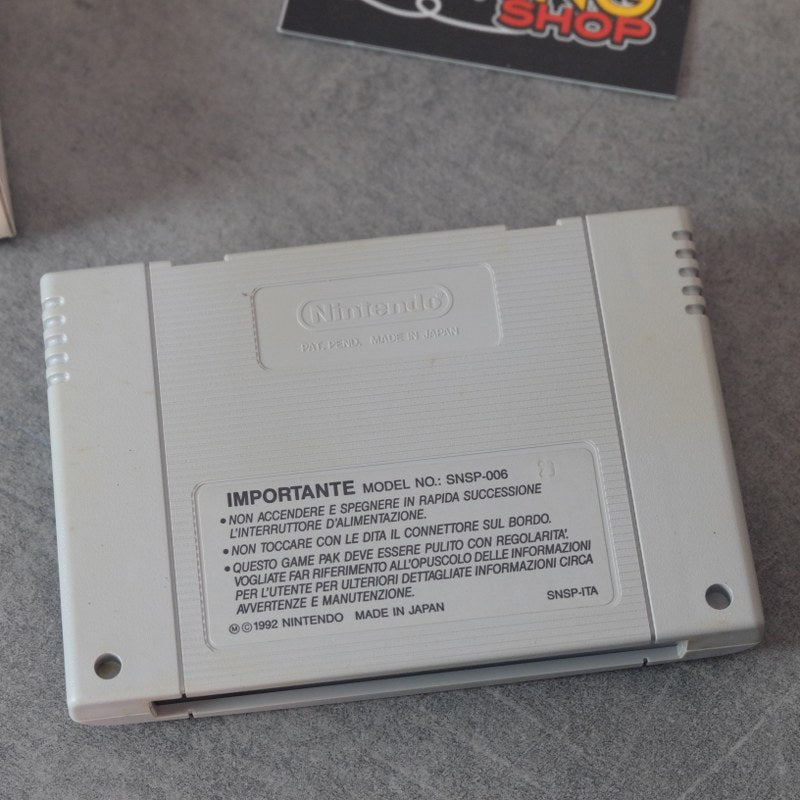 SHOP
Nintendo®
PAT. PEND. MADE IN JAPAN
IMPORTANTE MODEL NO.: SNSP-006
• NON ACCENDERE E SPEGNERE IN RAPIDA SUCCESSIONE
L'INTERRUTTORE D'ALIMENTAZIONE.
• NON TOCCARE CON LE DITA IL CONNETTORE SUL BORDO.
• QUESTO GAME PAK DEVE ESSERE PULITO CON REGOLARITA'.
VOGLIATE FAR RIFERIMENTO ALL'OPUSCOLO DELLE INFORMAZIONI
PER L'UTENTE PER ULTERIORI DETTAGLIATE INFORMAZIONI CIRCA
AVVERTENZE E MANUTENZIONE.
SNSP-ITA
Ⓜ©1992 NINTENDO MADE IN JAPAN